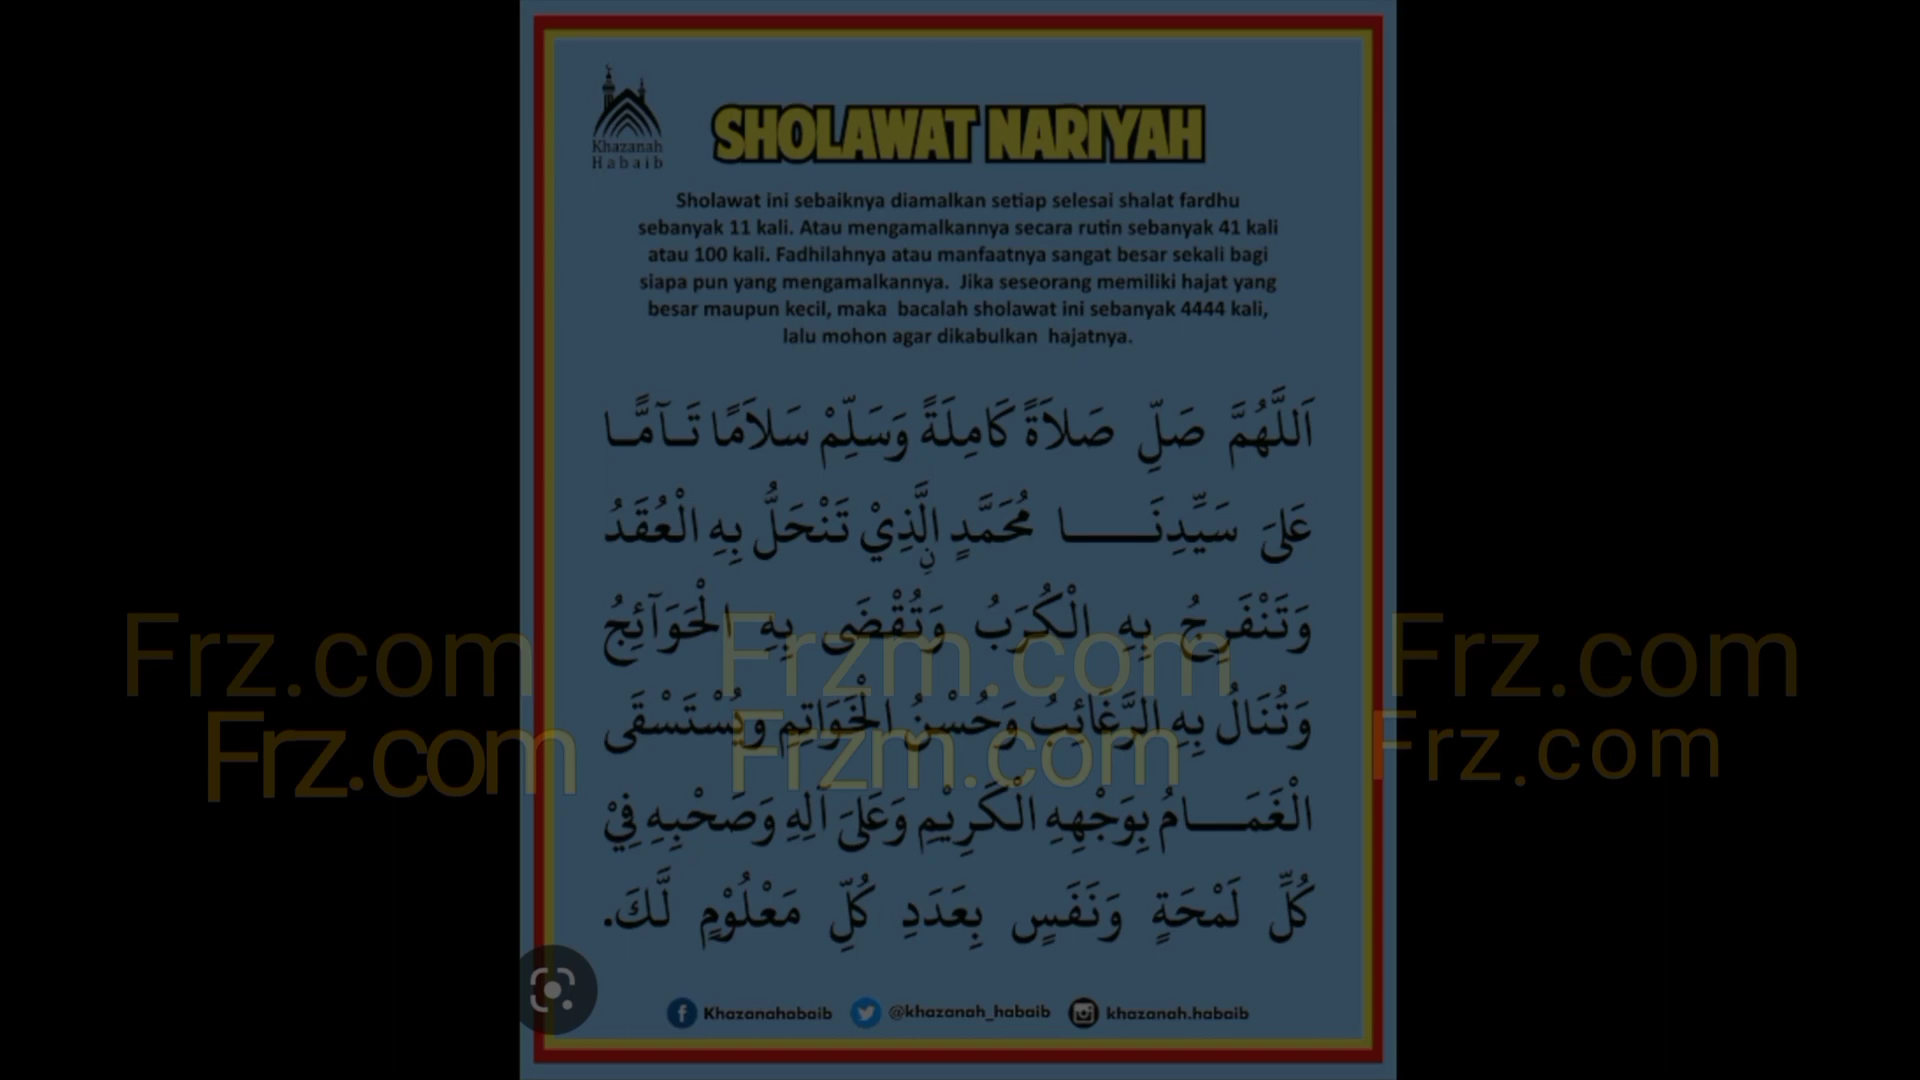 Khazanah
Habaib
SHOLAWAT NARIYAH
Sholawat ini sebaiknya diamalkan setiap selesai shalat fardhu
sebanyak 11 kali. Atau mengamalkannya secara rutin sebanyak 41 kali
atau 100 kali. Fadhilahnya atau manfaatnya sangat besar sekali bagi
siapa pun yang mengamalkannya. Jika seseorang memiliki hajat yang
besar maupun kecil, maka bacalah sholawat ini sebanyak 4444 kali,
lalu mohon agar dikabulkan hajatnya.
اَللَّهُمَّ صَلِّ صَلاَةً كَامِلَةً وَسَلِّمْ سَلاَمًا تَآمًّا
عَلَى سَيِّدِنَا مُحَمَّدٍ نِ الَّذِيْ تَنْحَلُّ بِهِ الْعُقَدُ
وَتَنْفَرِجُ بِهِ الْكُرَبُ وَتُقْضَى بِهِ الْحَوَآئِجُ
وَتُنَالُ بِهِ الرَّغَائِبُ وَحُسْنُ الْخَوَاتِمِ وَيُسْتَسْقَى
الْغَمَامُ بِوَجْهِهِ الْكَرِيْمِ وَعَلَى آلِهِ وَصَحْبِهِ فِيْ
كُلِّ لَمْحَةٍ وَنَفَسٍ بِعَدَدِ كُلِّ مَعْلُوْمٍ لَّكَ.
Frz.com Frzm.com Frz.com
Frz.com Frzm.com Frz.com
Khazanahabaib @khazanah_habaib khazanah.habaib